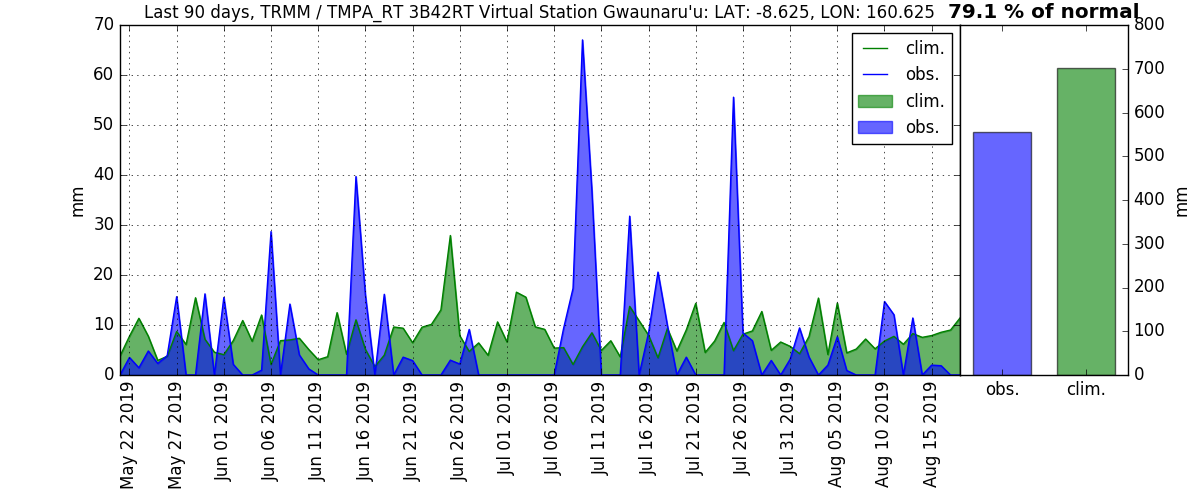 Last 90 days, TRMM / TMPA_RT 3B42RT Virtual Station Gwaunaru'u: LAT: -8.625, LON: 160.625
79.1 % of normal
70
60
50
40
30
20
10
0
mm
clim.
obs.
clim.
obs.
May 22 2019
May 27 2019
Jun 01 2019
Jun 06 2019
Jun 11 2019
Jun 16 2019
Jun 21 2019
Jun 26 2019
Jul 01 2019
Jul 06 2019
Jul 11 2019
Jul 16 2019
Jul 21 2019
Jul 26 2019
Jul 31 2019
Aug 05 2019
Aug 10 2019
Aug 15 2019
800
700
600
500
400
300
200
100
0
mm
obs.
clim.